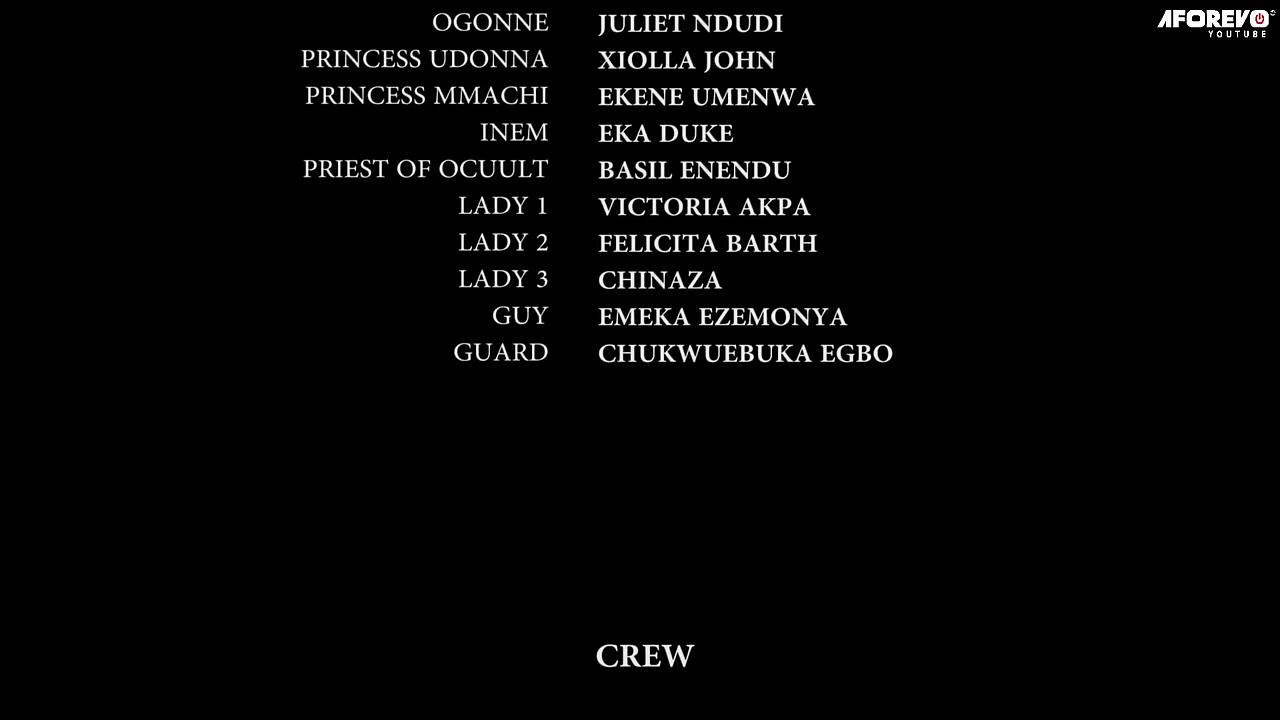 AFOREVO
YOUTUBE
OGONNE JULIET NDUDI
PRINCESS UDONNA XIOLLA JOHN
PRINCESS MMACHI EKENE UMENWA
INEM EKA DUKE
PRIEST OF OCUULT BASIL ENENDU
LADY 1 VICTORIA AKPA
LADY 2 FELICITA BARTH
LADY 3 CHINAZA
GUY EMEKA EZEMONYA
GUARD CHUKWUEBUKA EGBO
CREW